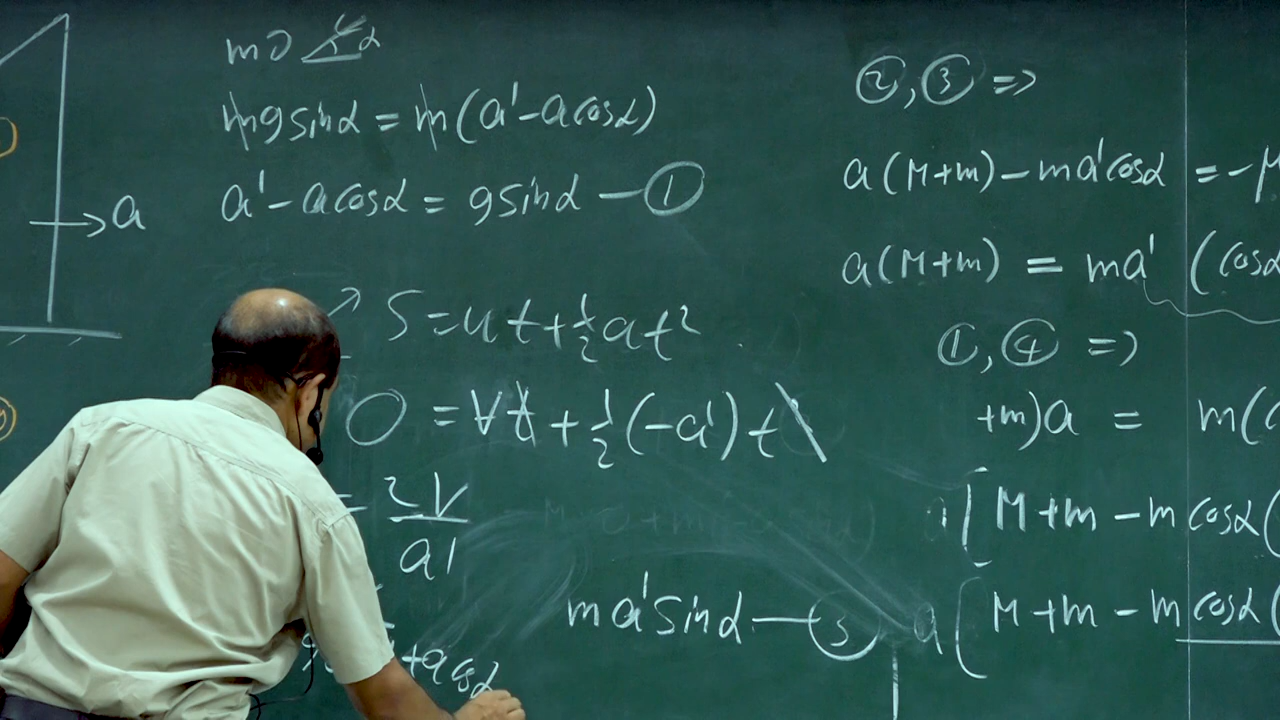 m ↗ ∠α
mg sinα = m(a' - a cosα)
a' - a cosα = g sinα — ①
→ a
S = ut + ½at²
0 = Vt + ½(-a')t
2V
a'
ma' sinα — ③
+ a cosα
②, ③ =>
a(M+m) - ma'cosα = -μ
a(M+m) = ma' (cosα
①, ④ =>
+m)a = m(
[M+m - m cosα(
a[M+m - m cosα(